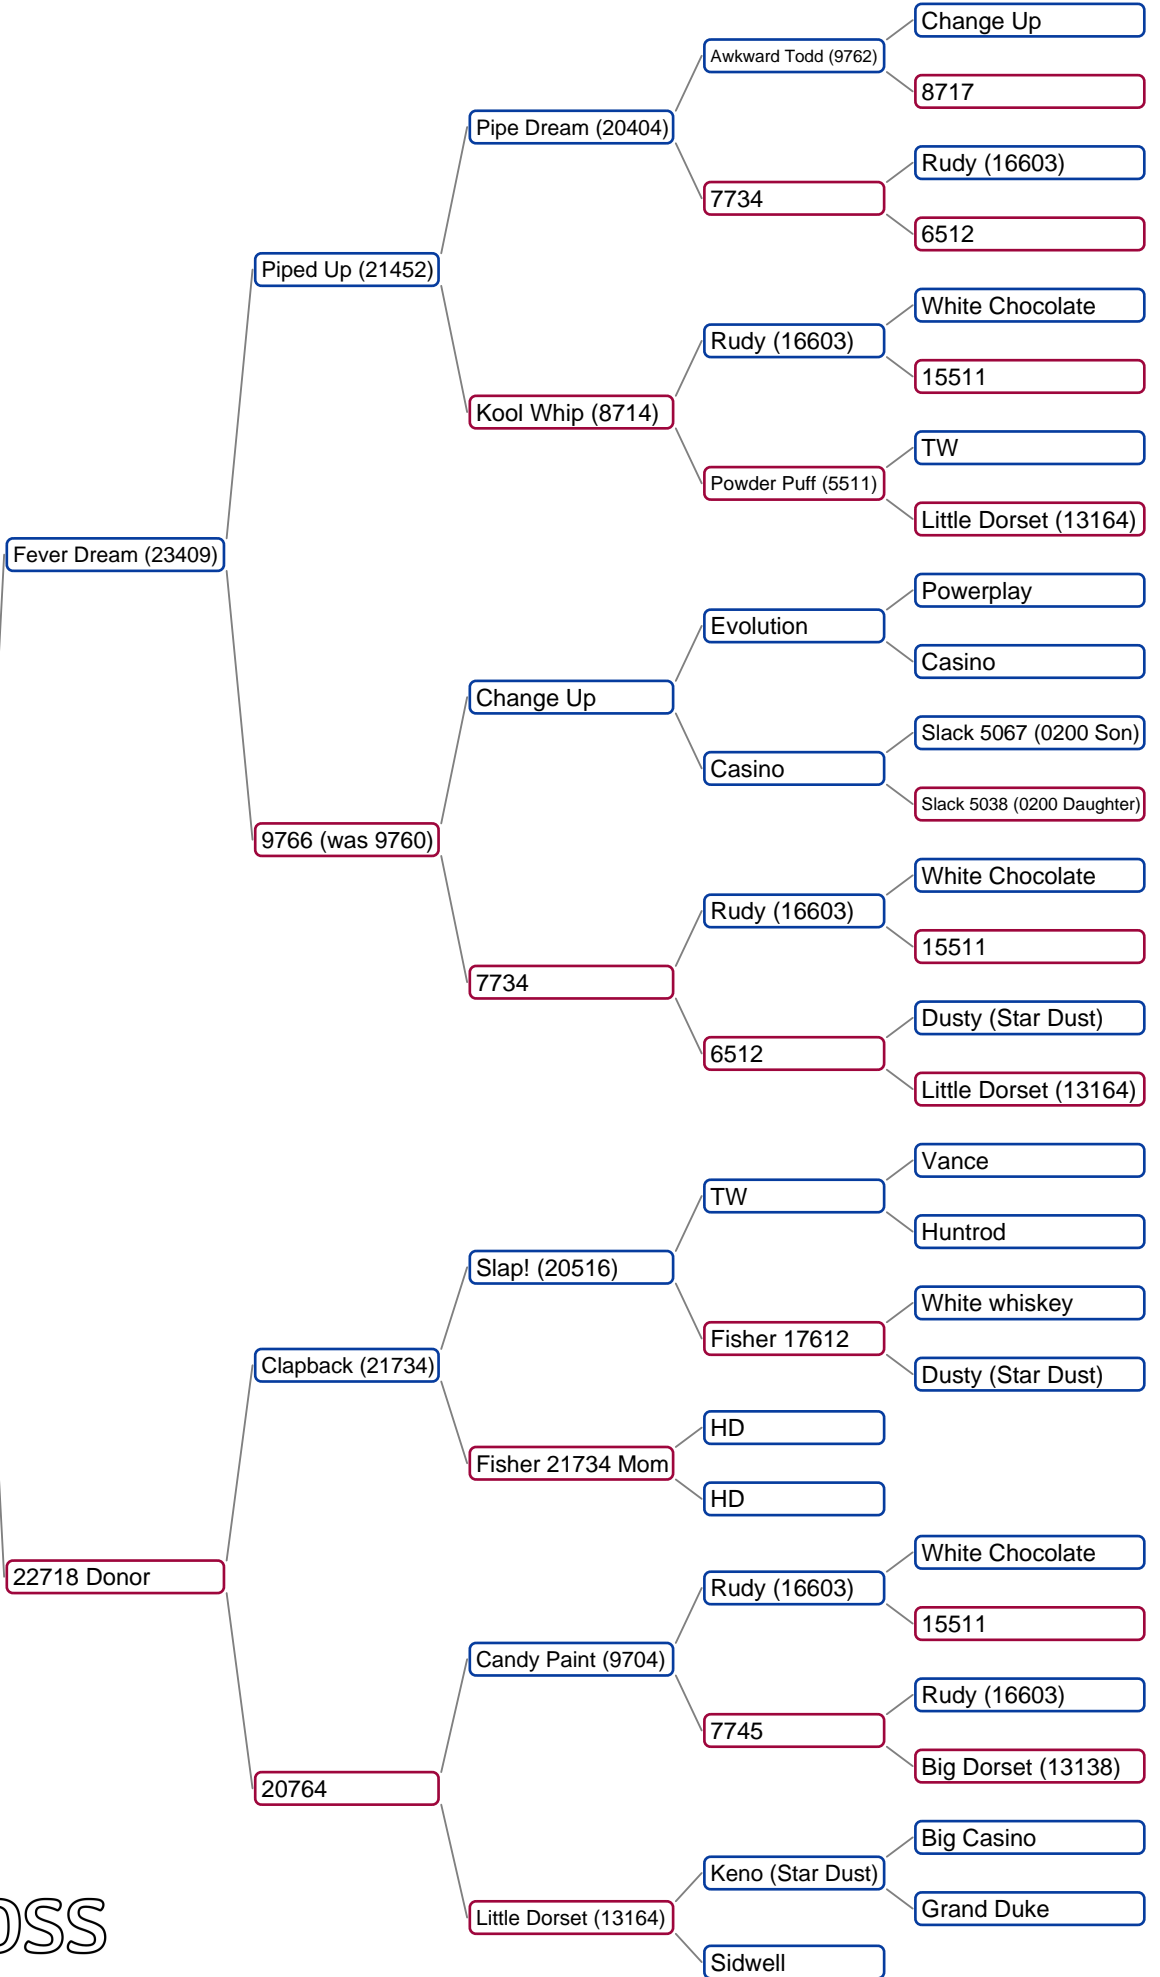 Change Up
Awkward Todd (9762)
8717
Pipe Dream (20404)
Rudy (16603)
7734
6512
Piped Up (21452)
White Chocolate
Rudy (16603)
15511
Kool Whip (8714)
TW
Powder Puff (5511)
Little Dorset (13164)
Fever Dream (23409)
Powerplay
Evolution
Casino
Change Up
Slack 5067 (0200 Son)
Casino
Slack 5038 (0200 Daughter)
9766 (was 9760)
White Chocolate
Rudy (16603)
15511
7734
Dusty (Star Dust)
6512
Little Dorset (13164)
Vance
TW
Huntrod
Slap! (20516)
White whiskey
Fisher 17612
Dusty (Star Dust)
Clapback (21734)
HD
Fisher 21734 Mom
HD
22718 Donor
White Chocolate
Rudy (16603)
15511
Candy Paint (9704)
Rudy (16603)
7745
Big Dorset (13138)
20764
Big Casino
Keno (Star Dust)
Grand Duke
Little Dorset (13164)
Sidwell